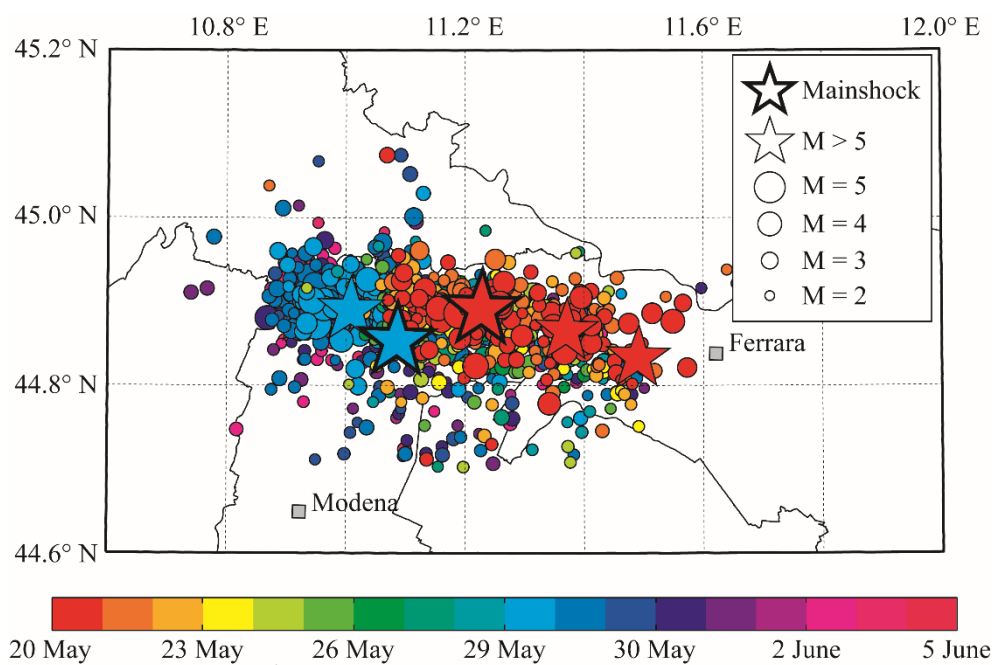 10.8° E 11.2° E 11.6° E 12.0° E
45.2° N
Mainshock
M > 5
M = 5
45.0° N
M = 4
M = 3
M = 2
Ferrara
44.8° N
Modena
44.6° N
20 May 23 May 26 May 29 May 30 May 2 June 5 June